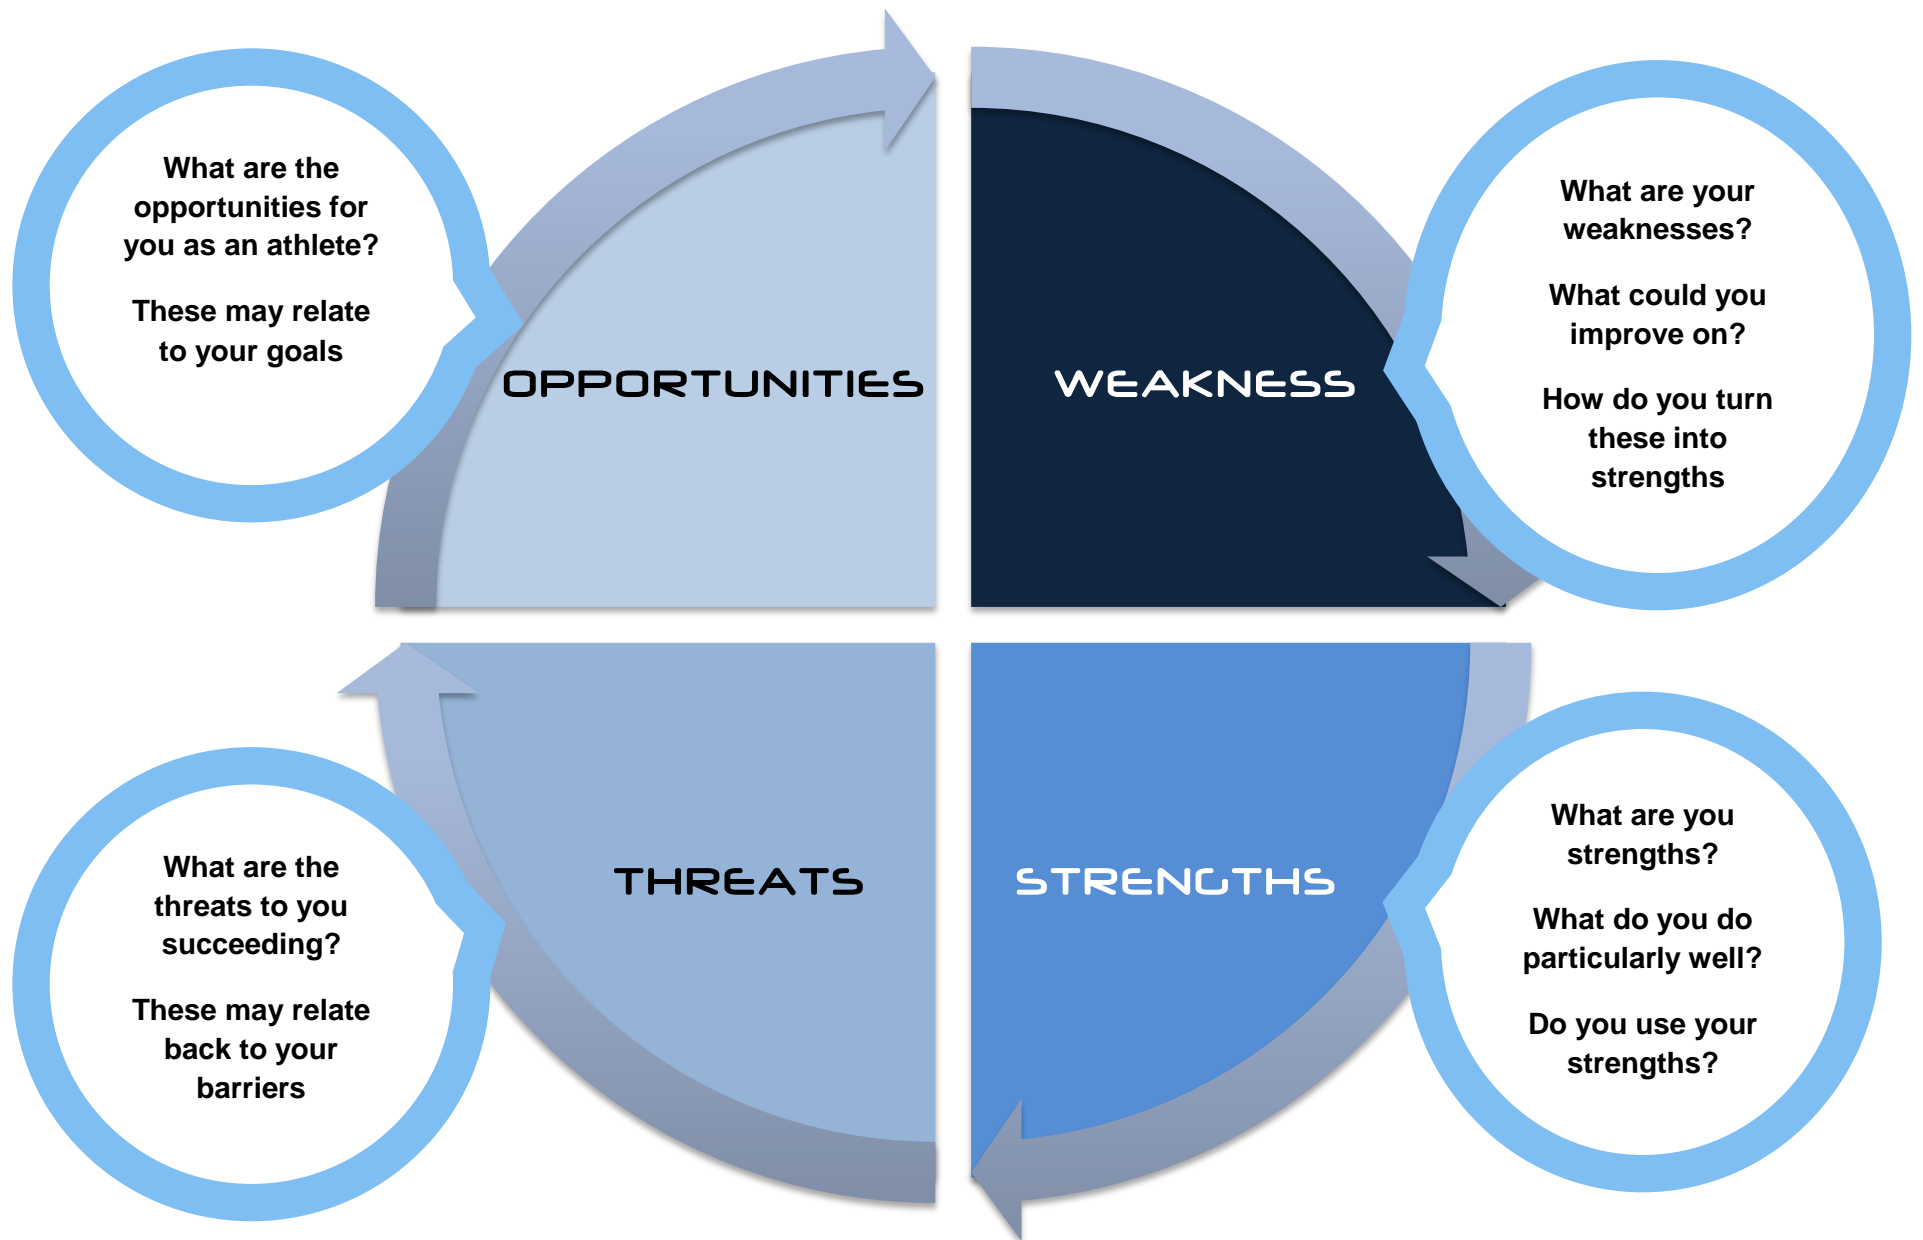 What are the
opportunities for
you as an athlete?
These may relate
to your goals
OPPORTUNITIES
WEAKNESS
What are your
weaknesses?
What could you
improve on?
How do you turn
these into
strengths
What are the
threats to you
succeeding?
These may relate
back to your
barriers
THREATS
STRENGTHS
What are you
strengths?
What do you do
particularly well?
Do you use your
strengths?